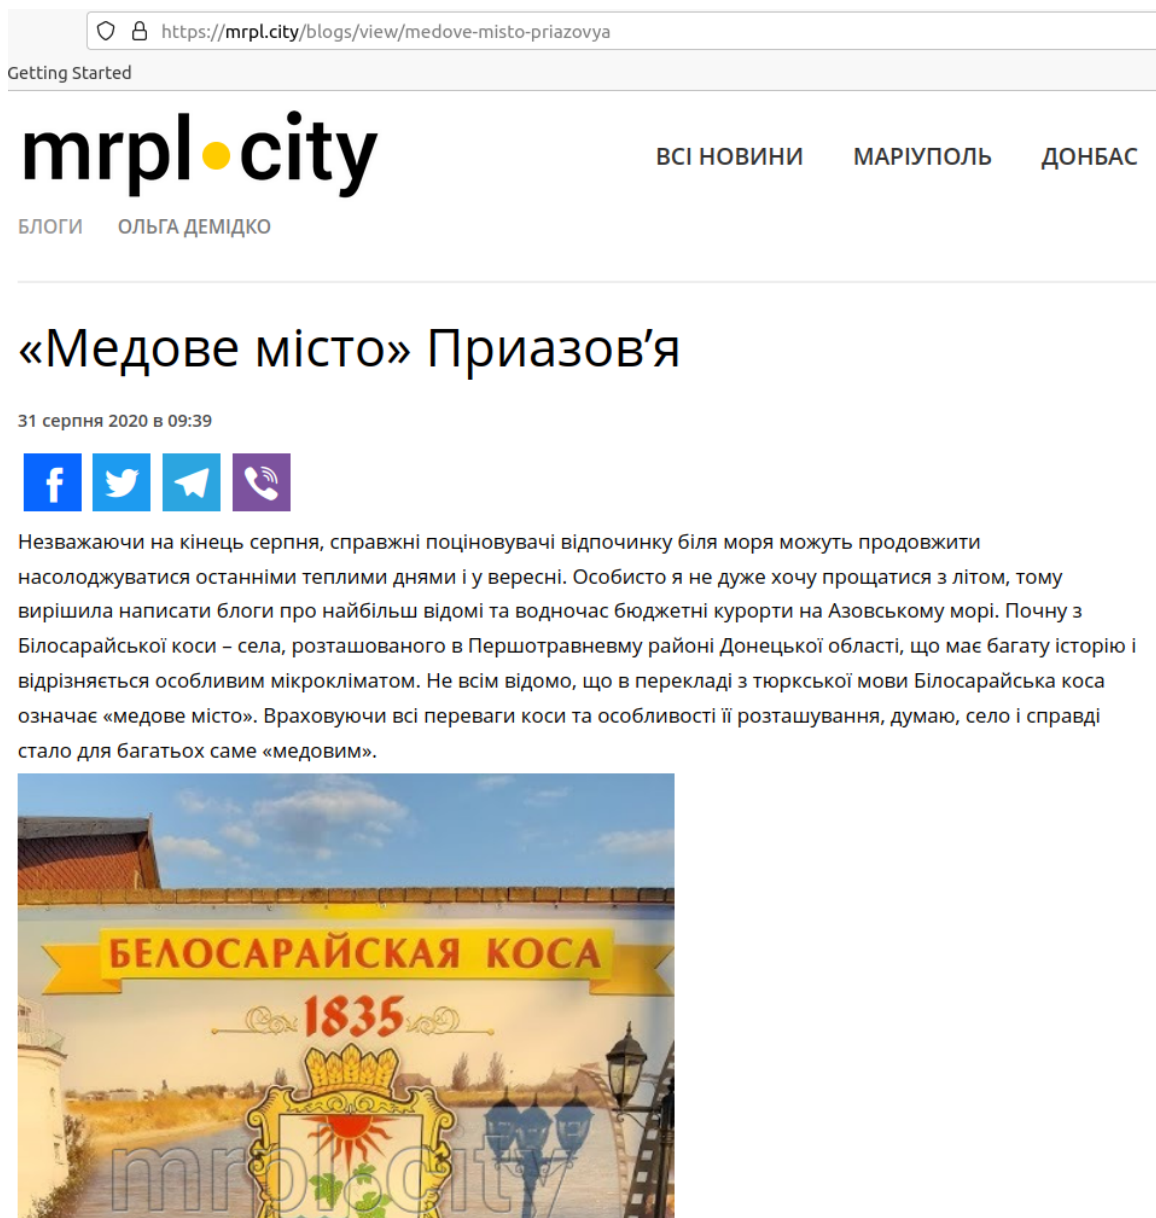 https://mrpl.city/blogs/view/medove-misto-priazovya
Getting Started
mrpl city
ВСІ НОВИНИ МАРІУПОЛЬ ДОНБАС
БЛОГИ ОЛЬГА ДЕМІДКО
«Медове місто» Приазов’я
31 серпня 2020 в 09:39
Незважаючи на кінець серпня, справжні поціновувачі відпочинку біля моря можуть продовжити
насолоджуватися останніми теплими днями і у вересні. Особисто я не дуже хочу прощатися з літом, тому
вирішила написати блоги про найбільш відомі та водночас бюджетні курорти на Азовському морі. Почну з
Білосарайської коси – села, розташованого в Першотравневму районі Донецької області, що має багату історію і
відрізняється особливим мікрокліматом. Не всім відомо, що в перекладі з тюркської мови Білосарайська коса
означає «медове місто». Враховуючи всі переваги коси та особливості її розташування, думаю, село і справді
стало для багатьох саме «медовим».
БЕЛОСАРАЙСКАЯ КОСА
1835
mrpl.city